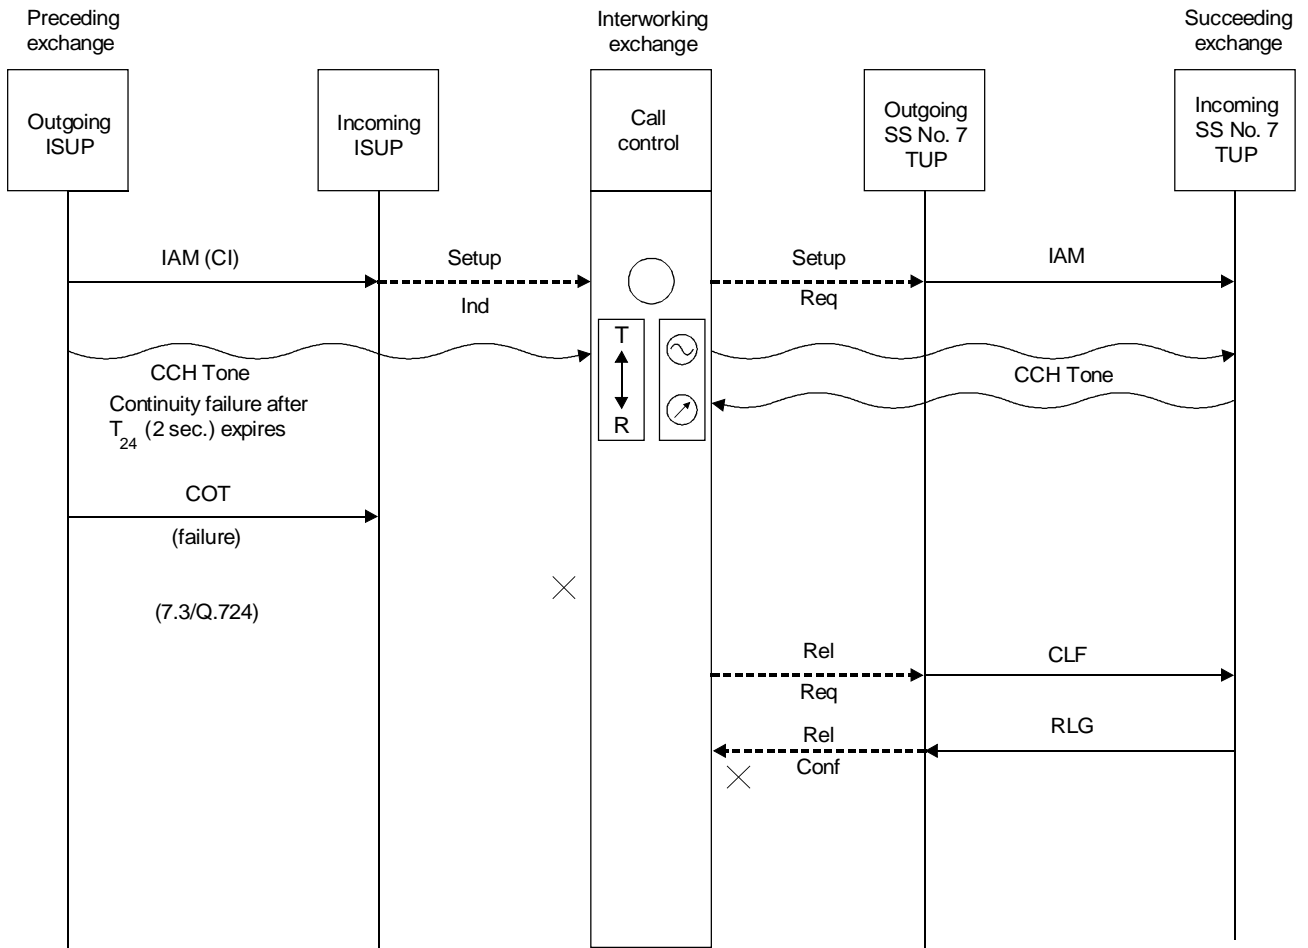 Preceding
exchange
Interworking
exchange
Succeeding
exchange
Outgoing
ISUP
Incoming
ISUP
Call
control
Outgoing
SS No. 7
TUP
Incoming
SS No. 7
TUP
IAM (CI)
Setup
Ind
Setup
Req
IAM
T
R
CCH Tone
CCH Tone
Continuity failure after
T24 (2 sec.) expires
COT
(failure)
(7.3/Q.724)
Rel
Req
CLF
Rel
Conf
RLG